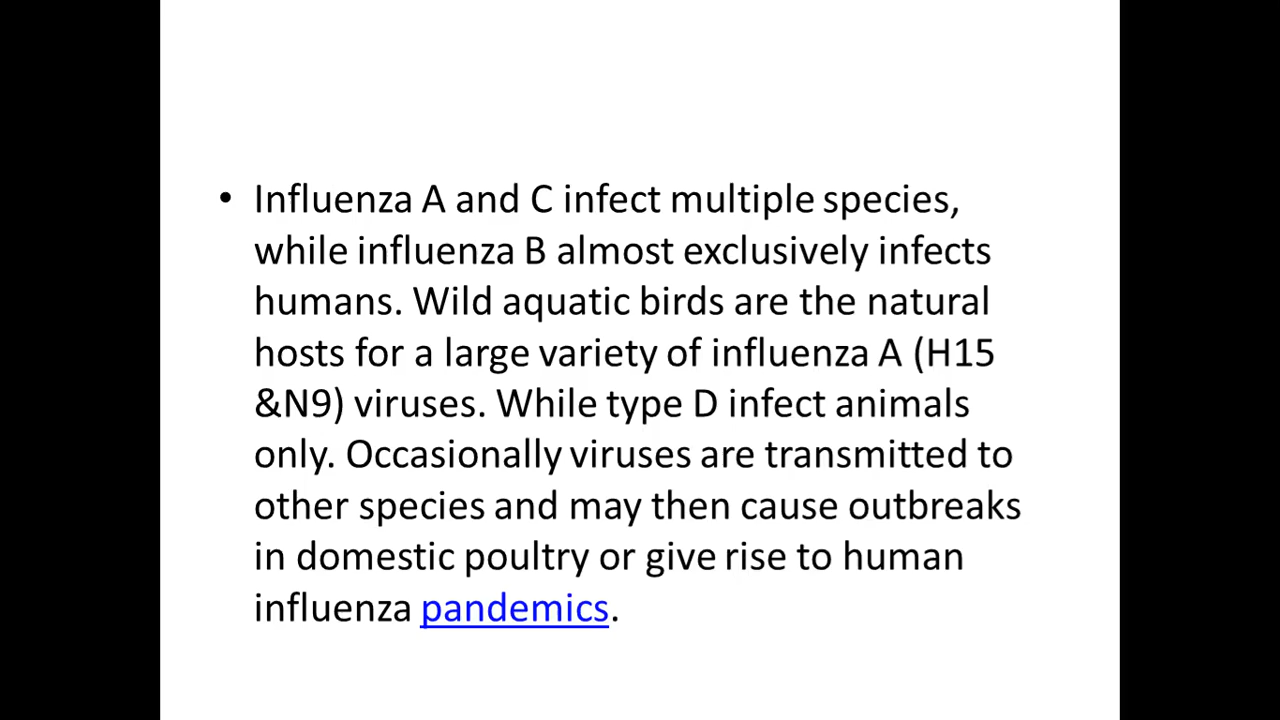 • Influenza A and C infect multiple species,
while influenza B almost exclusively infects
humans. Wild aquatic birds are the natural
hosts for a large variety of influenza A (H15
&N9) viruses. While type D infect animals
only. Occasionally viruses are transmitted to
other species and may then cause outbreaks
in domestic poultry or give rise to human
influenza pandemics.